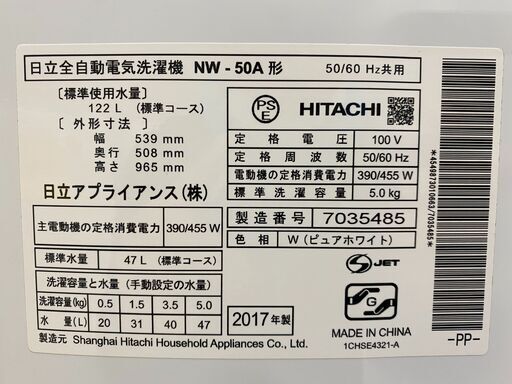 日立全自動電気洗濯機 NW-50A形 50/60 Hz共用
[標準使用水量]
122 L (標準コース)
[外形寸法]
幅 539 mm
奥行 508 mm
高さ 965 mm
日立アプライアンス(株)
PS
E
HITACHI
定格電圧 100 V
定格周波数 50/60 Hz
電動機の定格消費電力 390/455 W
標準洗濯容量 5.0㎏
主電動機の定格消費電力 390/455 W
標準水量 47 L (標準コース)
製造番号 7035485
色相 W(ピュアホワイト)
洗濯容量と水量(手動設定の水量)
洗濯容量(kg) 0.5 1.5 3.5 5.0
水量(L) 20 31 40 47
2017年製
S JET
G
MADE IN CHINA
1CHSE4321-A
製造元 Shanghai Hitachi Household Appliances Co., Ltd.
-PP-
*4549873010663/7035485*